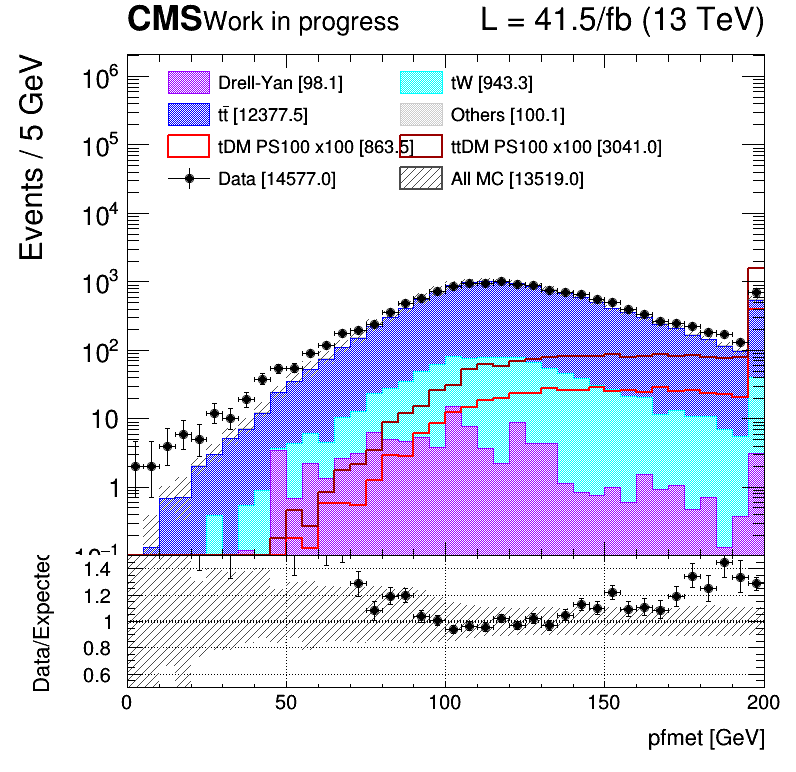 CMS Work in progress L = 41.5/fb (13 TeV)
Events / 5 GeV
Drell-Yan [98.1] tW [943.3]
tt̄ [12377.5] Others [100.1]
tDM PS100 x100 [863.5] ttDM PS100 x100 [3041.0]
Data [14577.0] All MC [13519.0]
10⁶
10⁵
10⁴
10³
10²
10
1
10⁻¹
Data/Expected
1.4
1.2
1
0.8
0.6
0 50 100 150 200
pfmet [GeV]